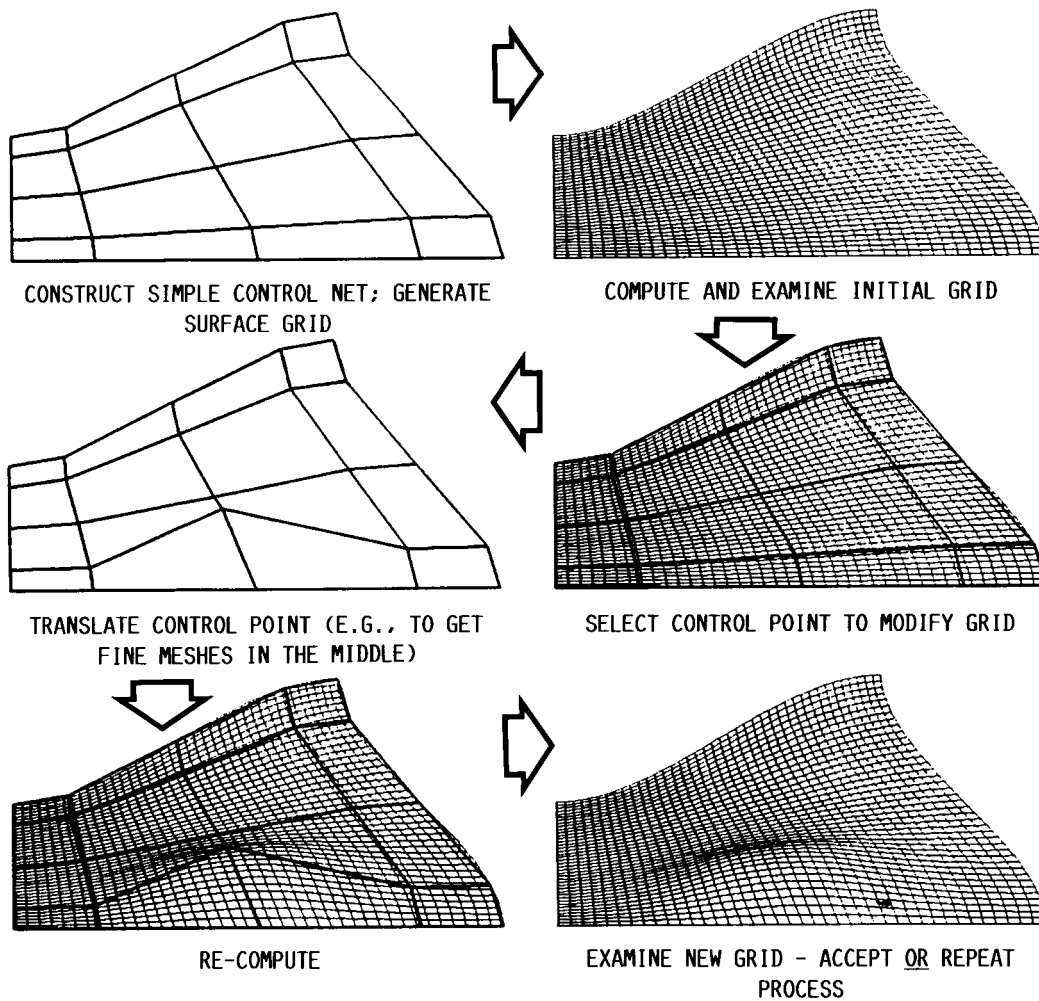 CONSTRUCT SIMPLE CONTROL NET; GENERATE
SURFACE GRID
COMPUTE AND EXAMINE INITIAL GRID
TRANSLATE CONTROL POINT (E.G., TO GET
FINE MESHES IN THE MIDDLE)
SELECT CONTROL POINT TO MODIFY GRID
RE-COMPUTE
EXAMINE NEW GRID - ACCEPT OR REPEAT
PROCESS